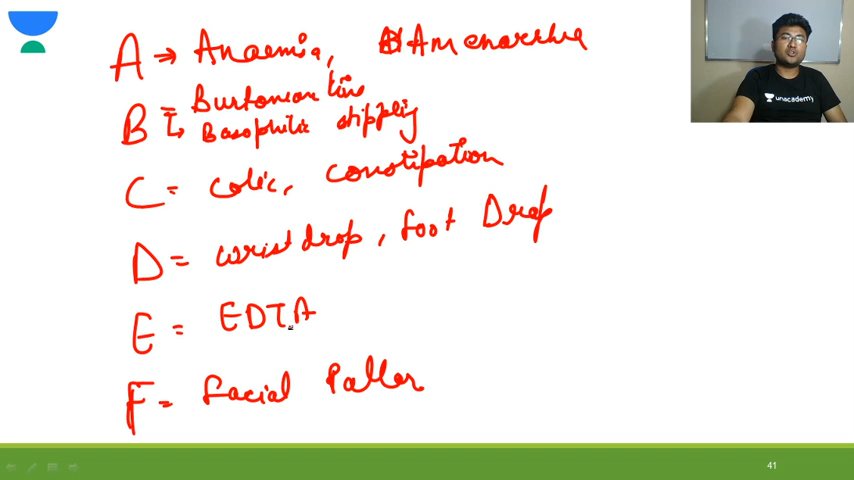 A → Anaemia, Amenorrhea
B = Burtonian line
↳ Basophilic stippling
C = colic, constipation
D = wrist drop, foot Drop
E = EDTA
F = facial Pallor
unacademy
41